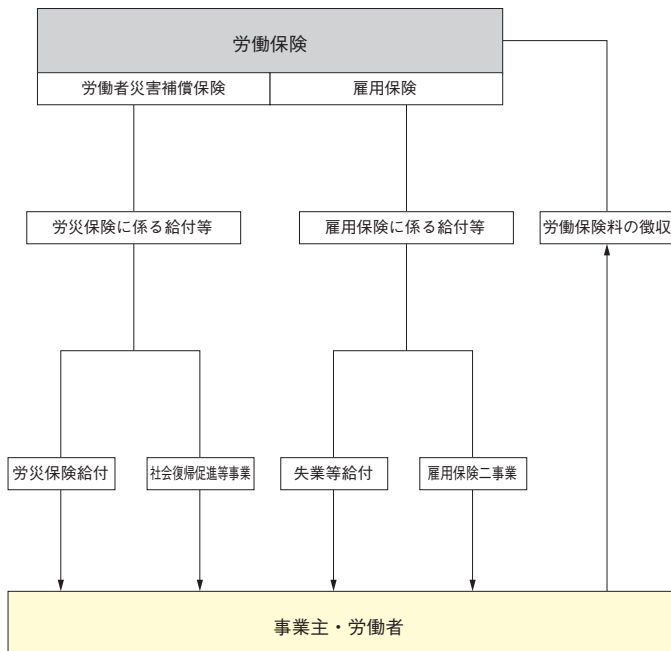 労働保険
労働者災害補償保険
雇用保険
労災保険に係る給付等
雇用保険に係る給付等
労働保険料の徴収
労災保険給付
社会復帰促進等事業
失業等給付
雇用保険二事業
事業主・労働者